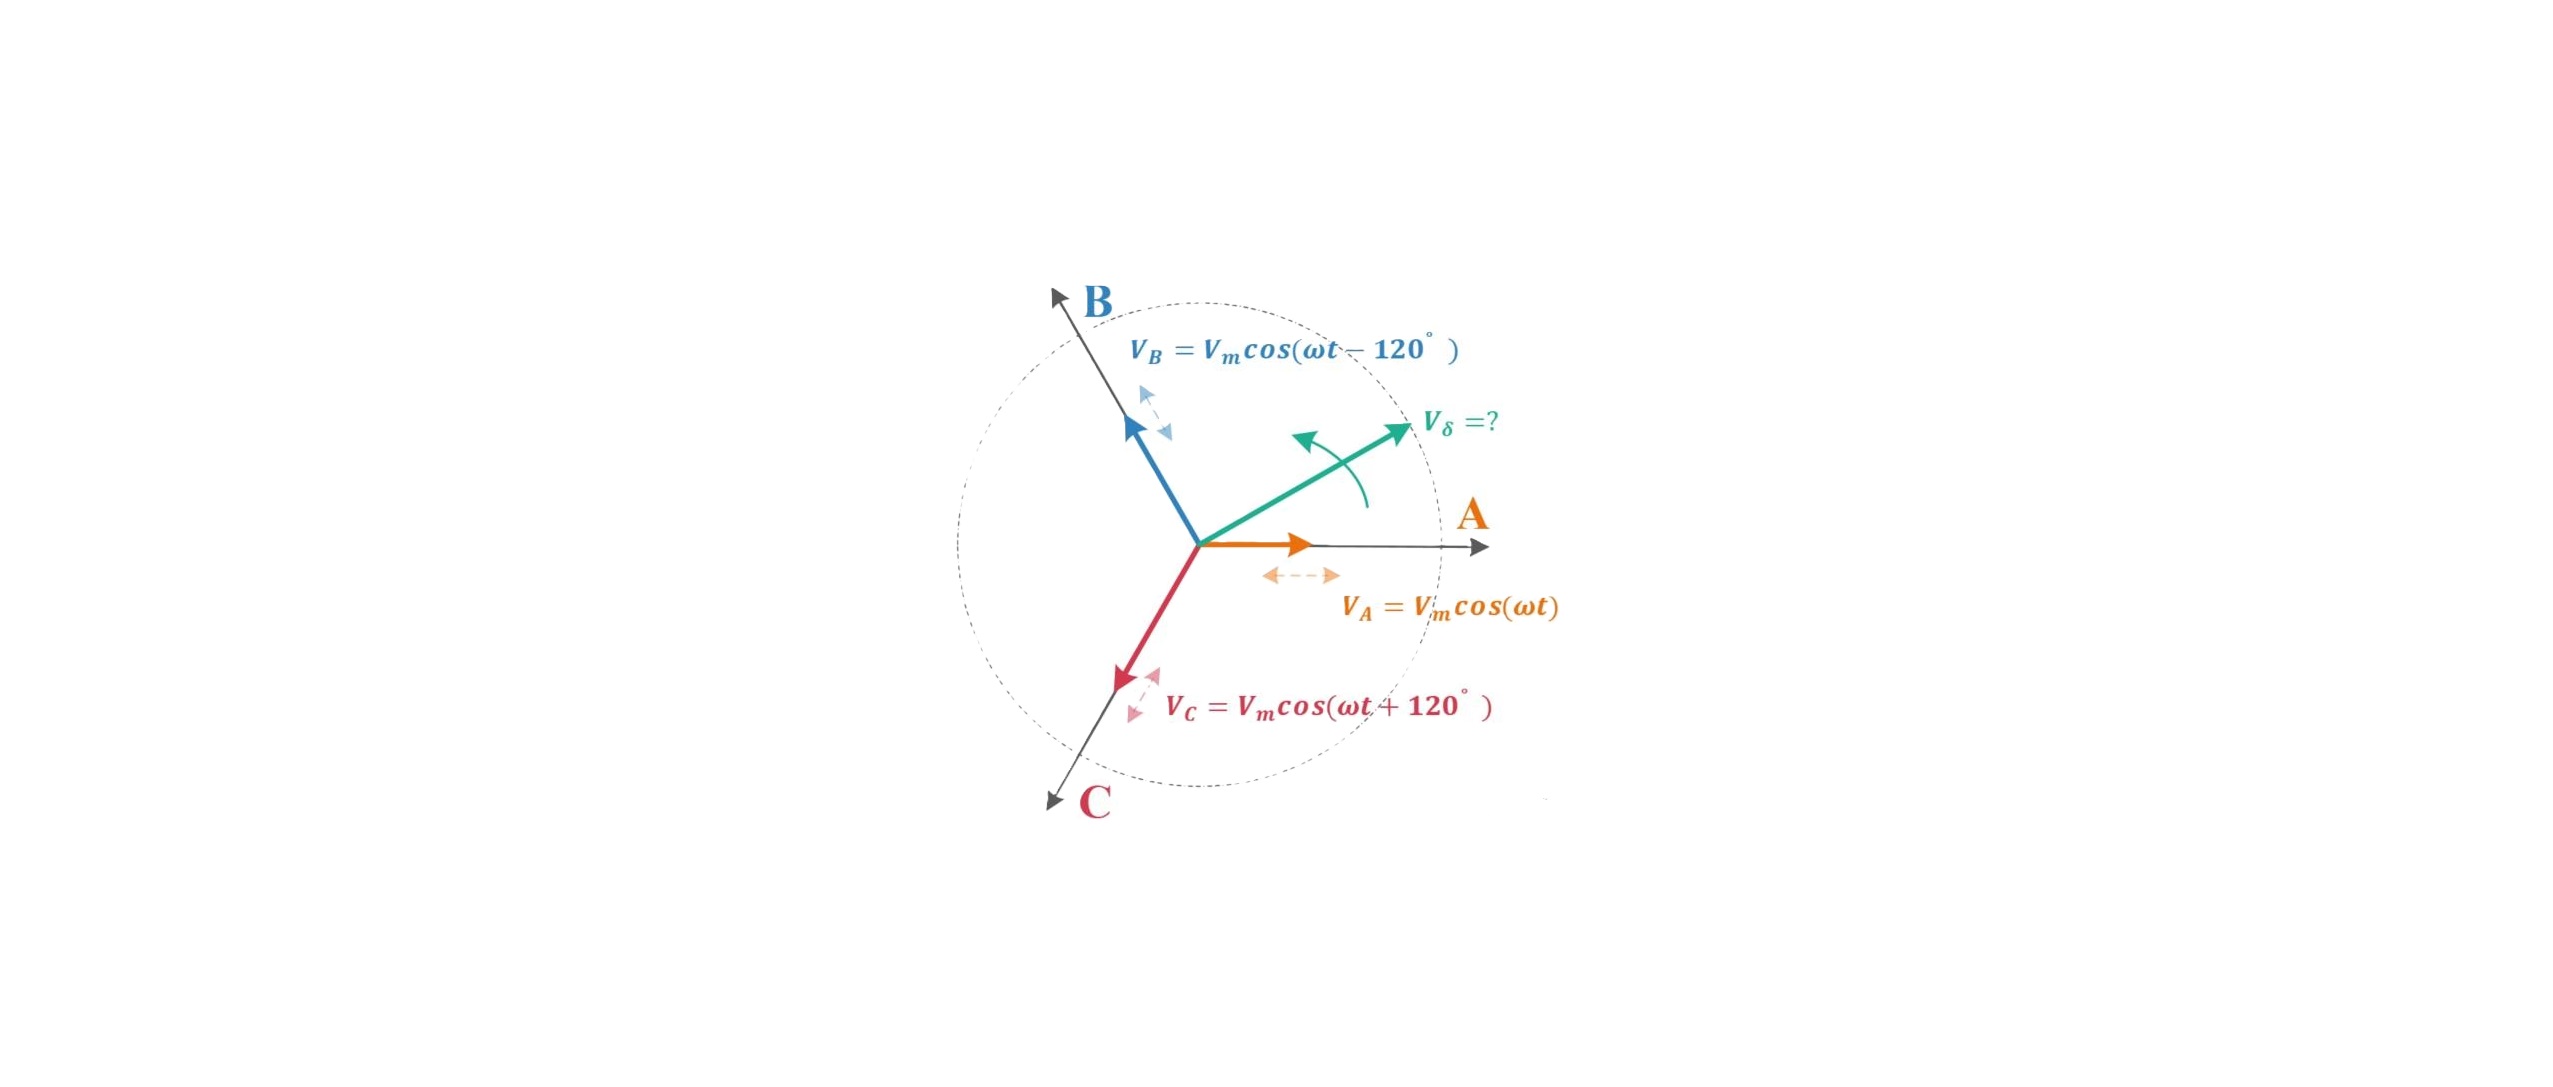 B
V_B = V_m cos(ωt − 120° )
V_δ =?
A
V_A = V_m cos(ωt)
V_C = V_m cos(ωt + 120° )
C